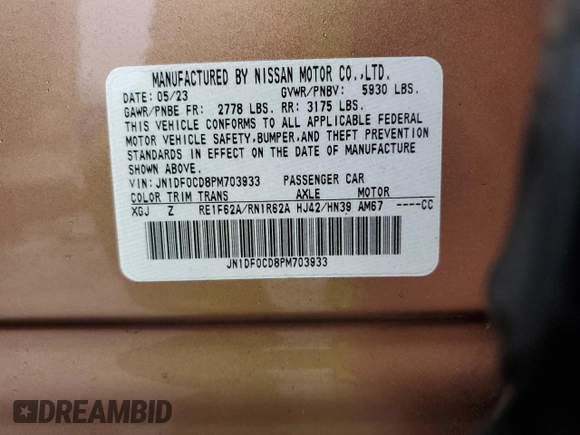 MANUFACTURED BY NISSAN MOTOR CO.,LTD.
DATE: 05/23 GVWR/PNBV: 5930 LBS.
GAWR/PNBE FR: 2778 LBS. RR: 3175 LBS.
THIS VEHICLE CONFORMS TO ALL APPLICABLE FEDERAL
MOTOR VEHICLE SAFETY,BUMPER,AND THEFT PREVENTION
STANDARDS IN EFFECT ON THE DATE OF MANUFACTURE
SHOWN ABOVE.
VIN: JN1DF0CD8PM703933 PASSENGER CAR
COLOR TRIM TRANS AXLE MOTOR
XGJ Z RE1F62A/RN1R62A HJ42/HN39 AM67 ----CC
JN1DF0CD8PM703933
DREAMBID